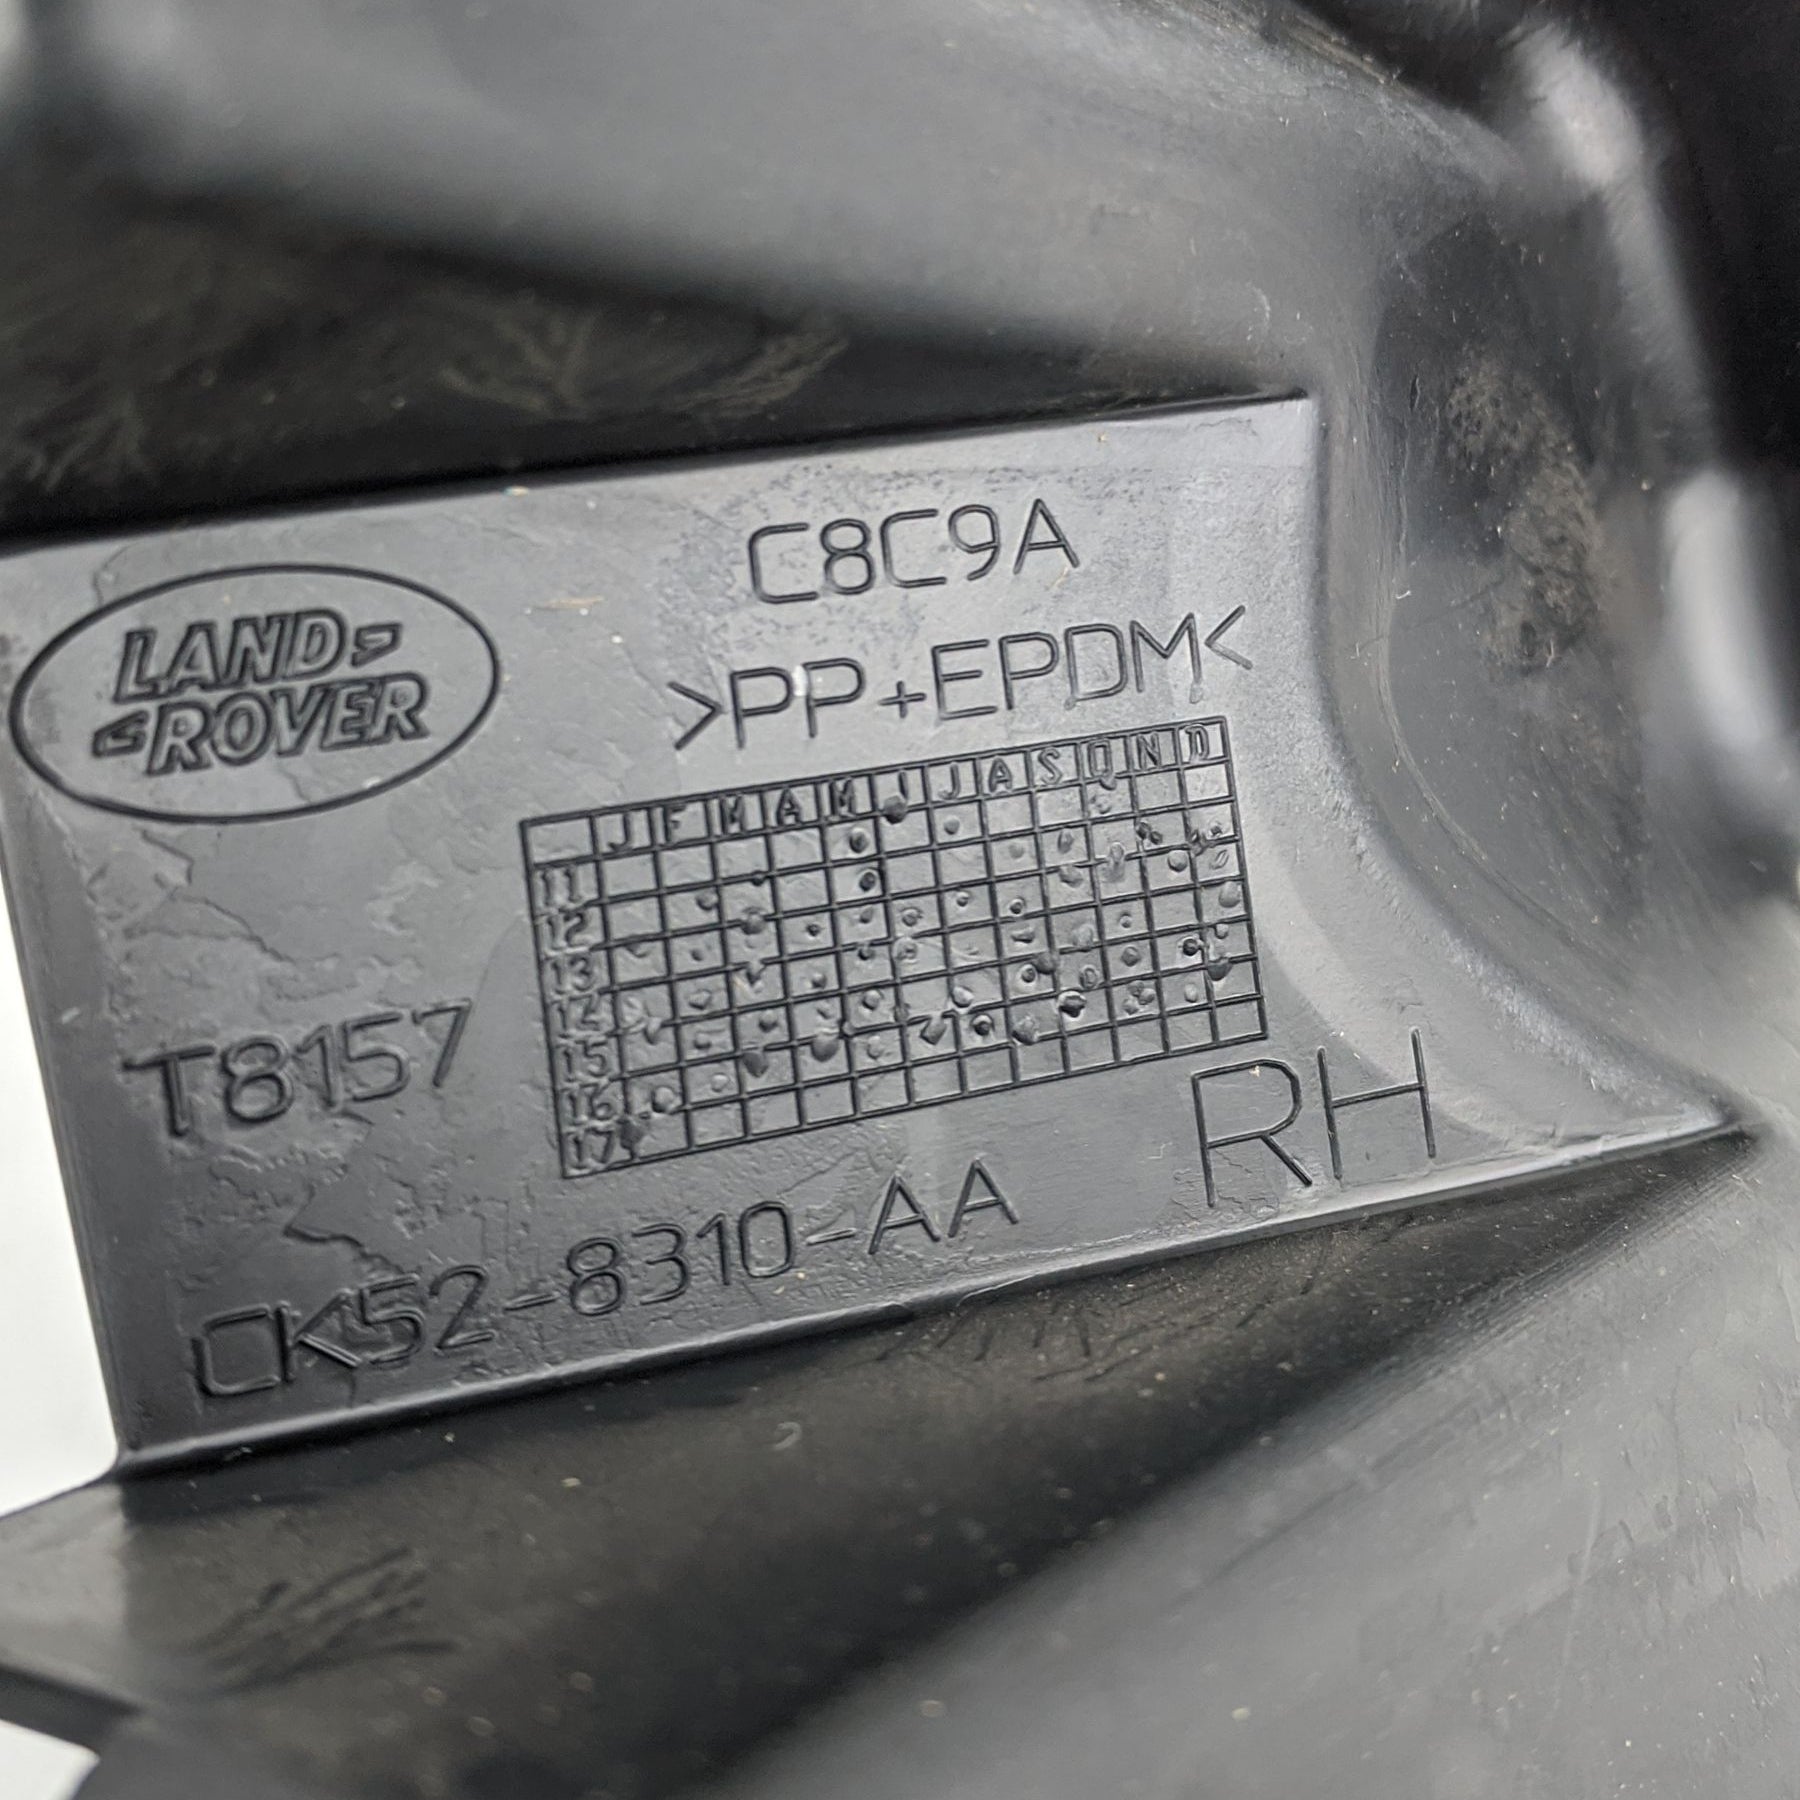 C8C9A
LAND
ROVER
>PP+EPDM<
J F M A M J J A S O N D
11
12
13
14
15
16
17
T8157
RH
CK52-8310-AA